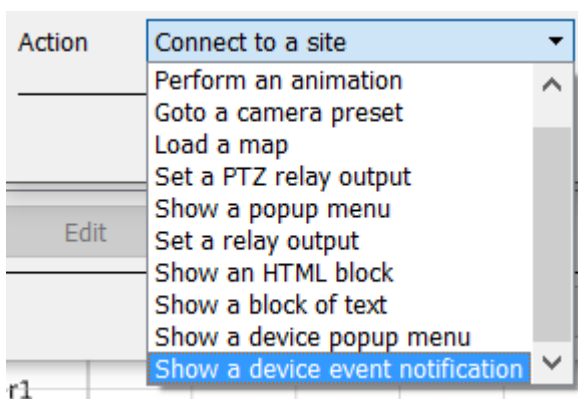 Action
Connect to a site
Perform an animation
Goto a camera preset
Load a map
Set a PTZ relay output
Show a popup menu
Edit
Set a relay output
Show an HTML block
Show a block of text
Show a device popup menu
Show a device event notification
r1